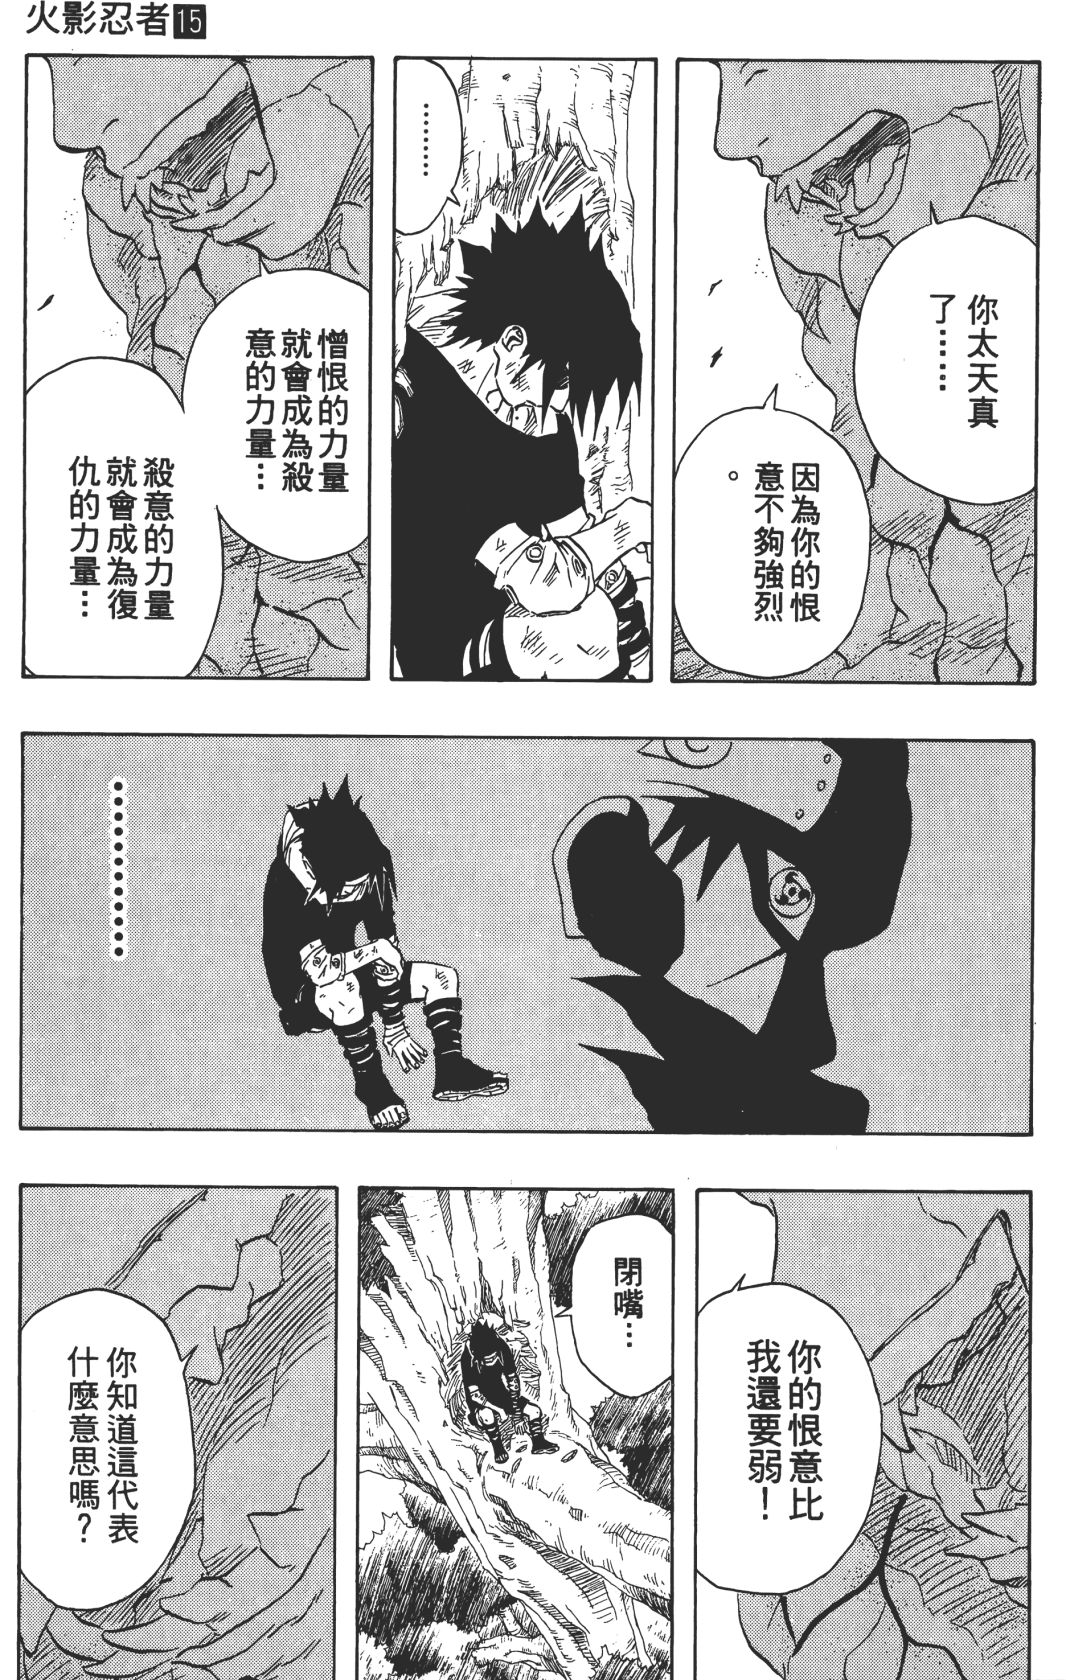 火影忍者15
你太天真
了……
因為你的恨
意不夠強烈
。
………
憎恨的力量
就會成為殺
意的力量…
殺意的力量
就會成為復
仇的力量…
…………
你的恨意比
我還要弱！
閉嘴…
你知道這代表
什麼意思嗎？